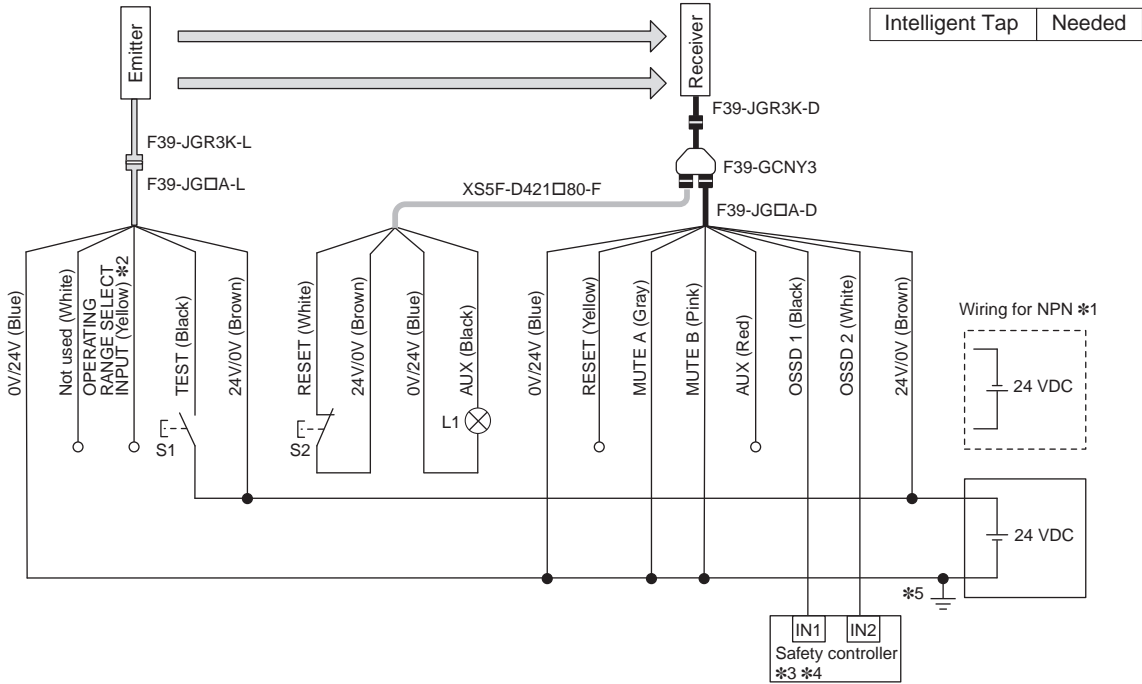 Intelligent Tap Needed
Emitter
Receiver
F39-JGR3K-L
F39-JG□A-L
F39-JGR3K-D
F39-GCNY3
XS5F-D421□80-F
F39-JG□A-D
0V/24V (Blue)
Not used (White)
OPERATING
RANGE SELECT
INPUT (Yellow) *2
TEST (Black)
24V/0V (Brown)
RESET (White)
24V/0V (Brown)
0V/24V (Blue)
AUX (Black)
0V/24V (Blue)
RESET (Yellow)
MUTE A (Gray)
MUTE B (Pink)
AUX (Red)
OSSD 1 (Black)
OSSD 2 (White)
24V/0V (Brown)
Wiring for NPN *1
24 VDC
S1
S2
L1
24 VDC
*5
IN1
IN2
Safety controller
*3 *4